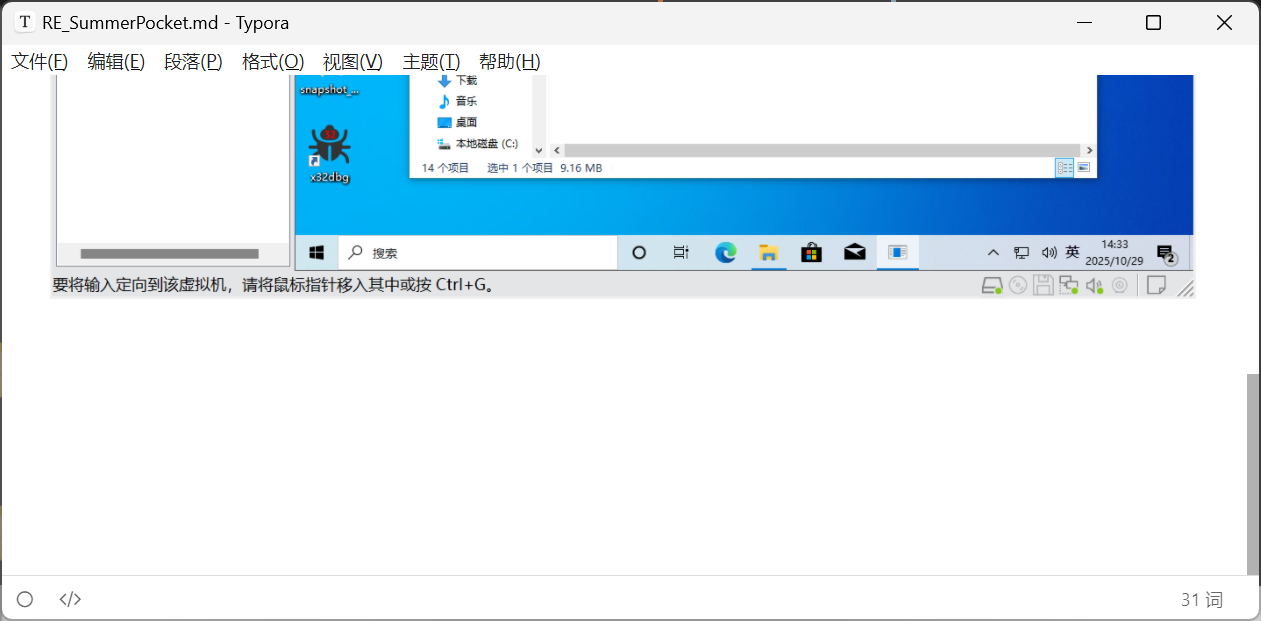 T RE_SummerPocket.md - Typora
文件(F) 编辑(E) 段落(P) 格式(O) 视图(V) 主题(T) 帮助(H)
snapshot_...
x32dbg
下载
音乐
桌面
本地磁盘 (C:)
14 个项目 选中 1 个项目 9.16 MB
搜索
英
14:33
2025/10/29
2
要将输入定向到该虚拟机，请将鼠标指针移入其中或按 Ctrl+G。
</> 31 词